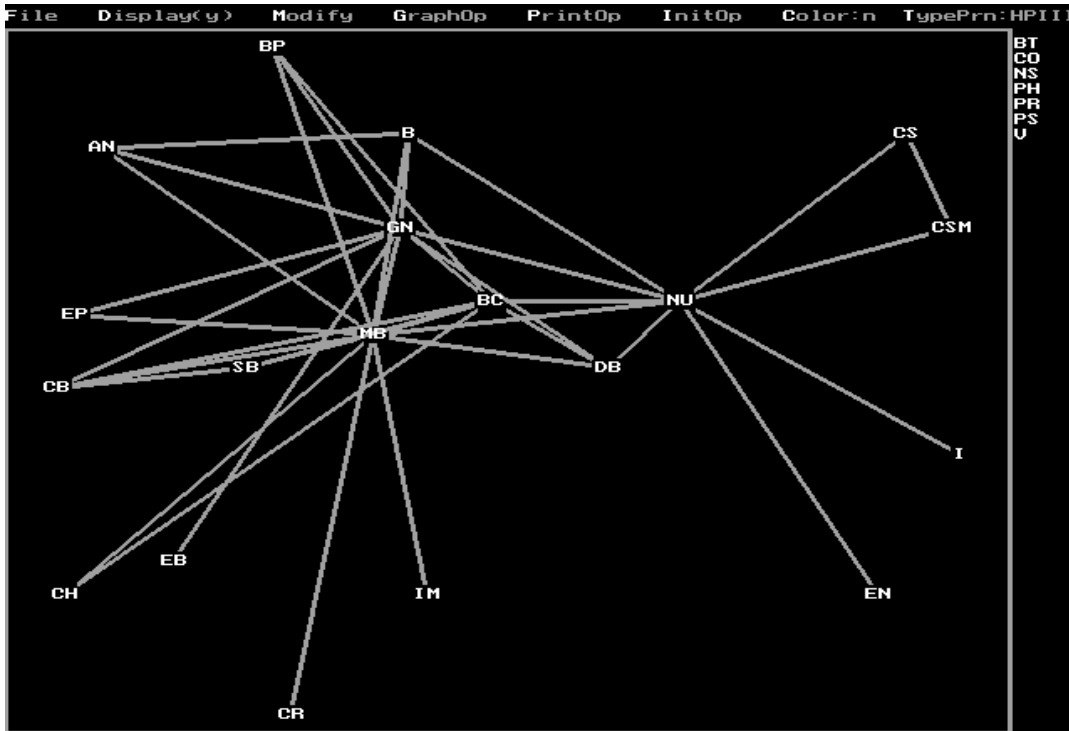 File Display(y) Modify GraphOp PrintOp InitOp Color:n TypePrn:HPIII
BP
BT
CO
NS
PH
PR
PS
V
B
CS
AN
GN
CSM
BC
NU
EP
MB
SB
DB
CB
I
EB
CH
IM
EN
CR